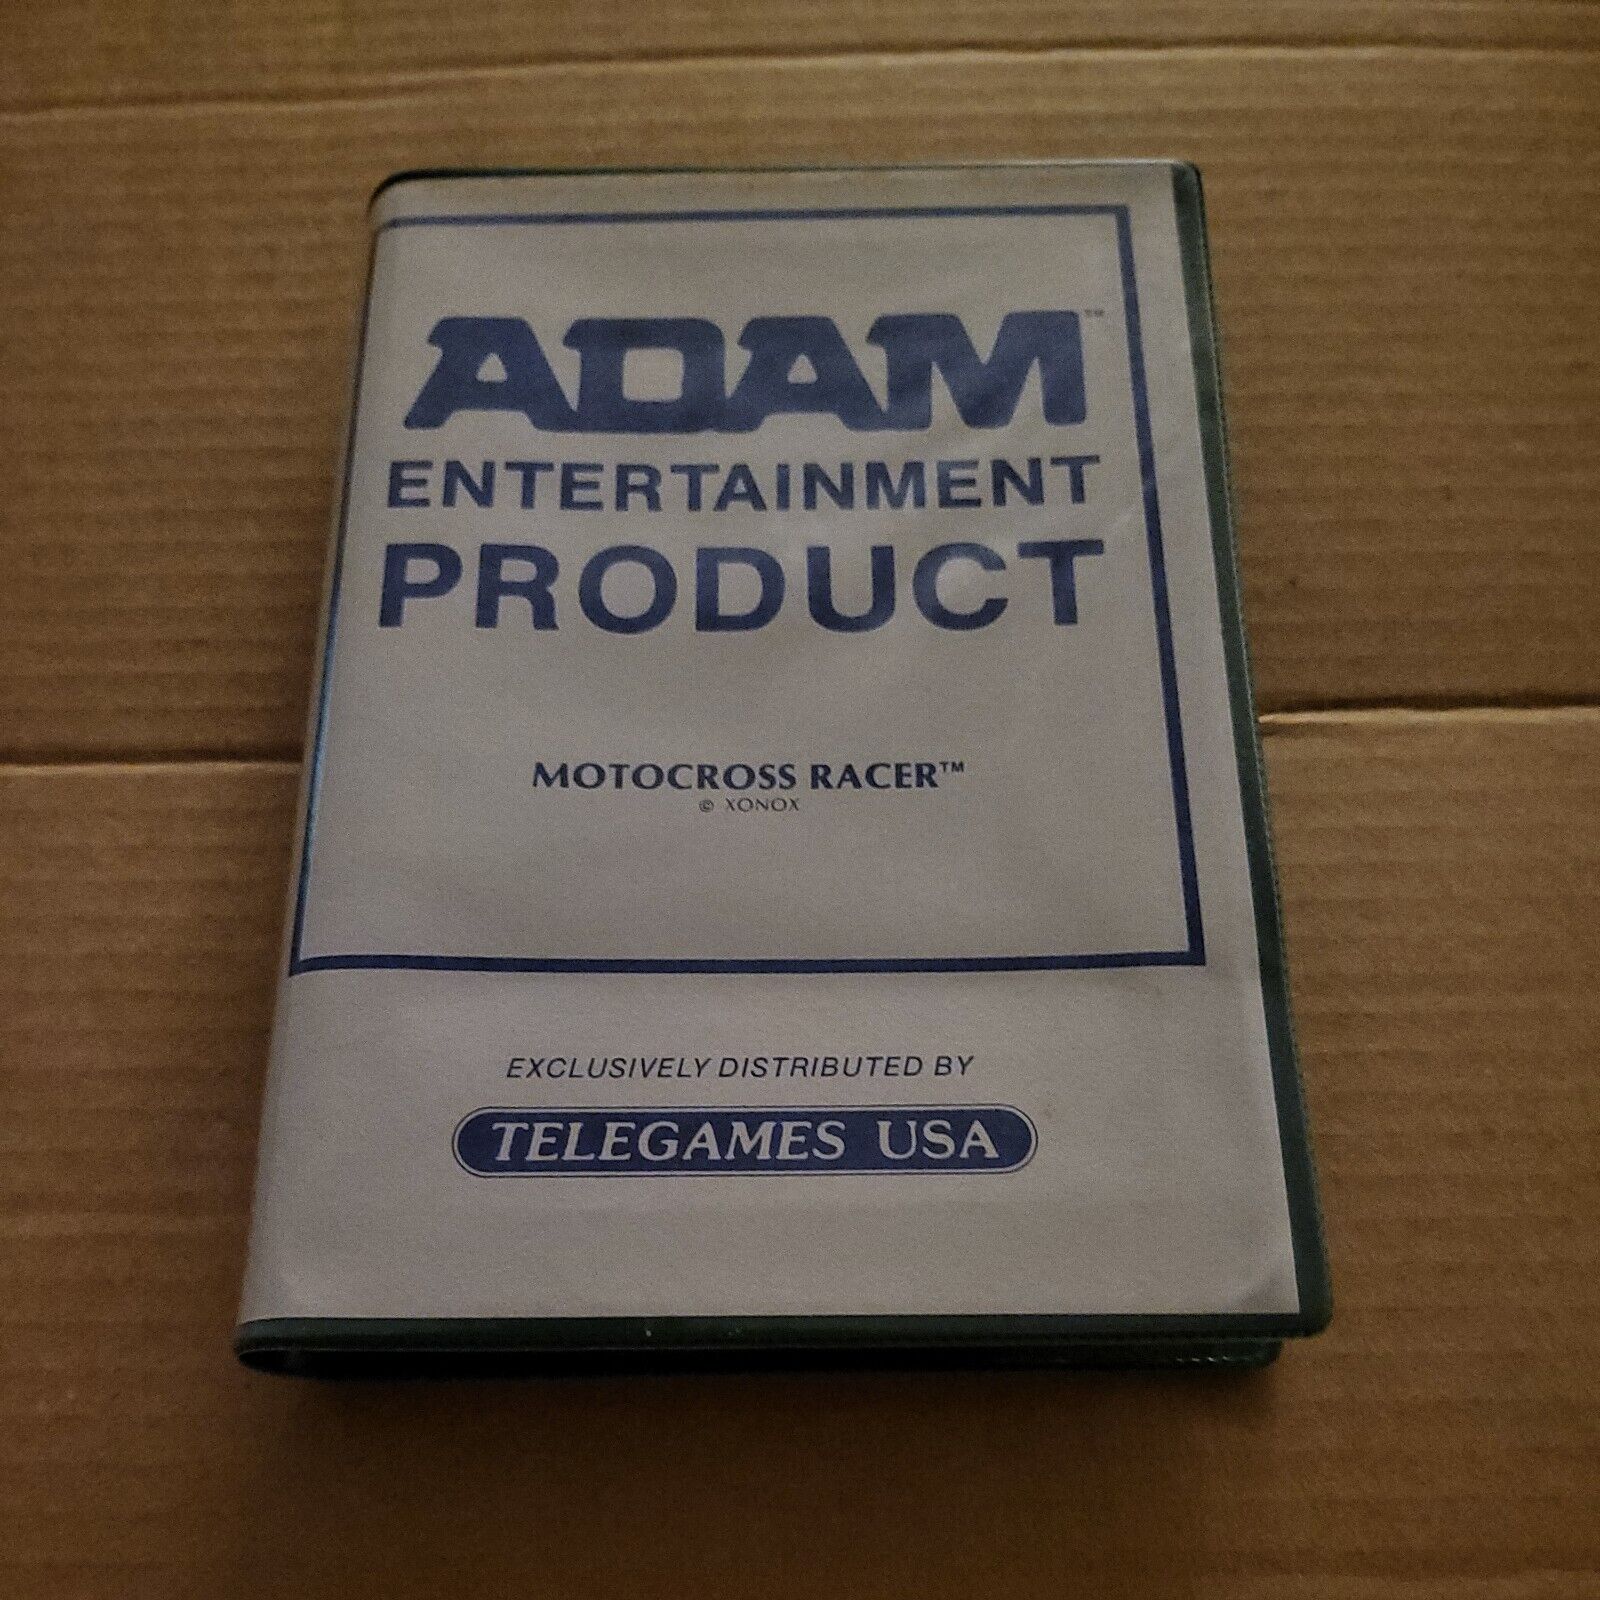 ADAM™
ENTERTAINMENT
PRODUCT
MOTOCROSS RACER™
© XONOX
EXCLUSIVELY DISTRIBUTED BY
TELEGAMES USA